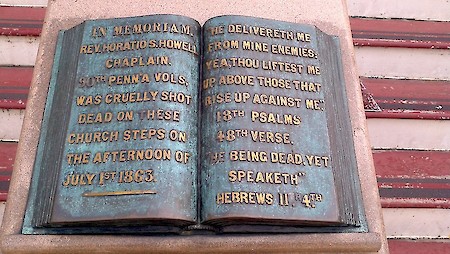 IN MEMORIAM.
REV. HORATIO S. HOWELL
CHAPLAIN.
90TH PENN'A VOLS.
WAS CRUELLY SHOT
DEAD ON THESE
CHURCH STEPS ON
THE AFTERNOON OF
JULY 1ST 1863.
"HE DELIVERETH ME
FROM MINE ENEMIES:
YEA; THOU LIFTEST ME
UP ABOVE THOSE THAT
RISE UP AGAINST ME"
18TH PSALMS
48TH VERSE.
"HE BEING DEAD, YET
SPEAKETH"
HEBREWS 11TH 4TH